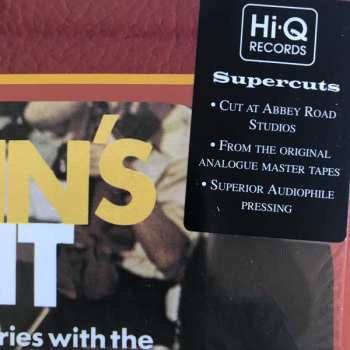 Hi-Q
RECORDS
Supercuts
• CUT AT ABBEY ROAD
STUDIOS
• FROM THE ORIGINAL
ANALOGUE MASTER TAPES
• SUPERIOR AUDIOPHILE
PRESSING
IN'S
IT
ries with the